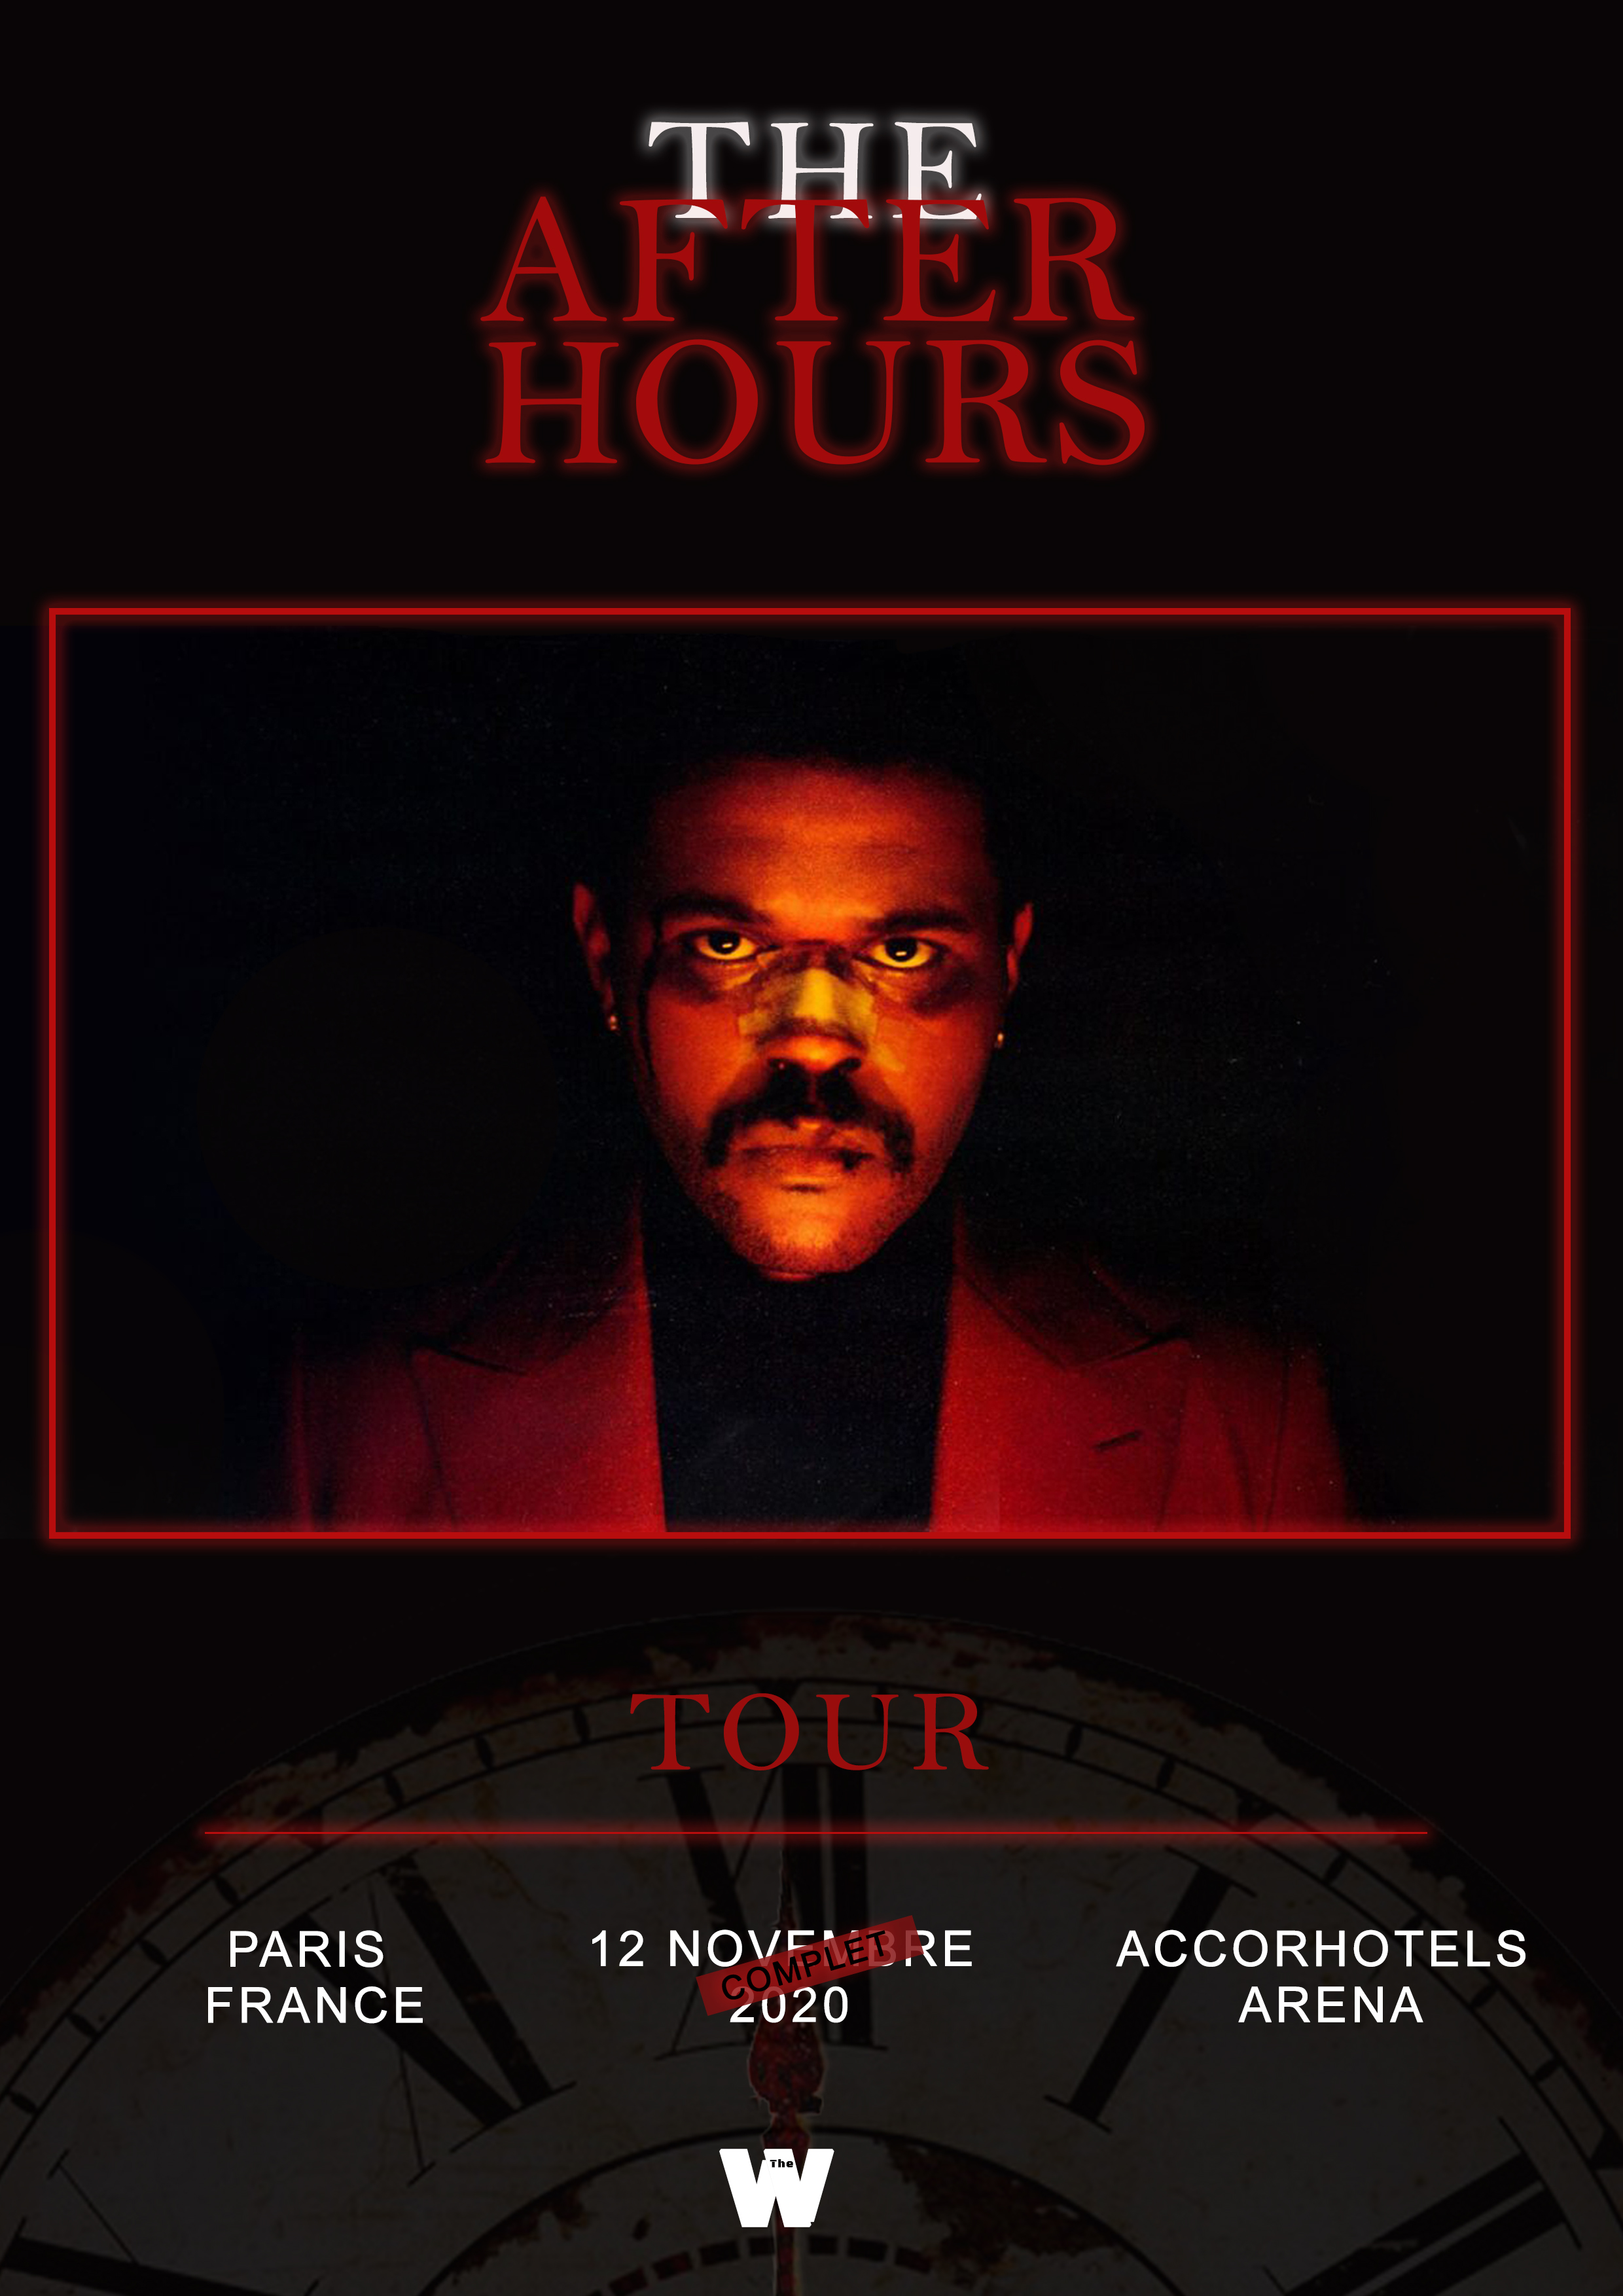 THE
AFTER
HOURS
TOUR
PARIS
FRANCE
12 NOVEMBRE
2020
COMPLET
ACCORHOTELS
ARENA
The
W